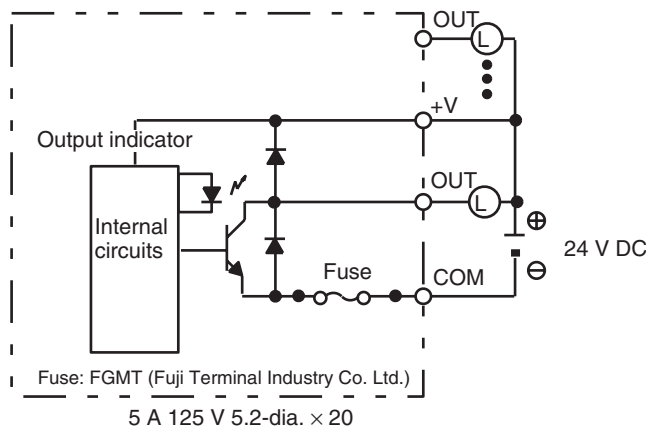 OUT
L
+V
Output indicator
OUT
L
Internal
circuits
⊕
24 V DC
Fuse
COM
⊖
Fuse: FGMT (Fuji Terminal Industry Co. Ltd.)
5 A 125 V 5.2-dia. × 20